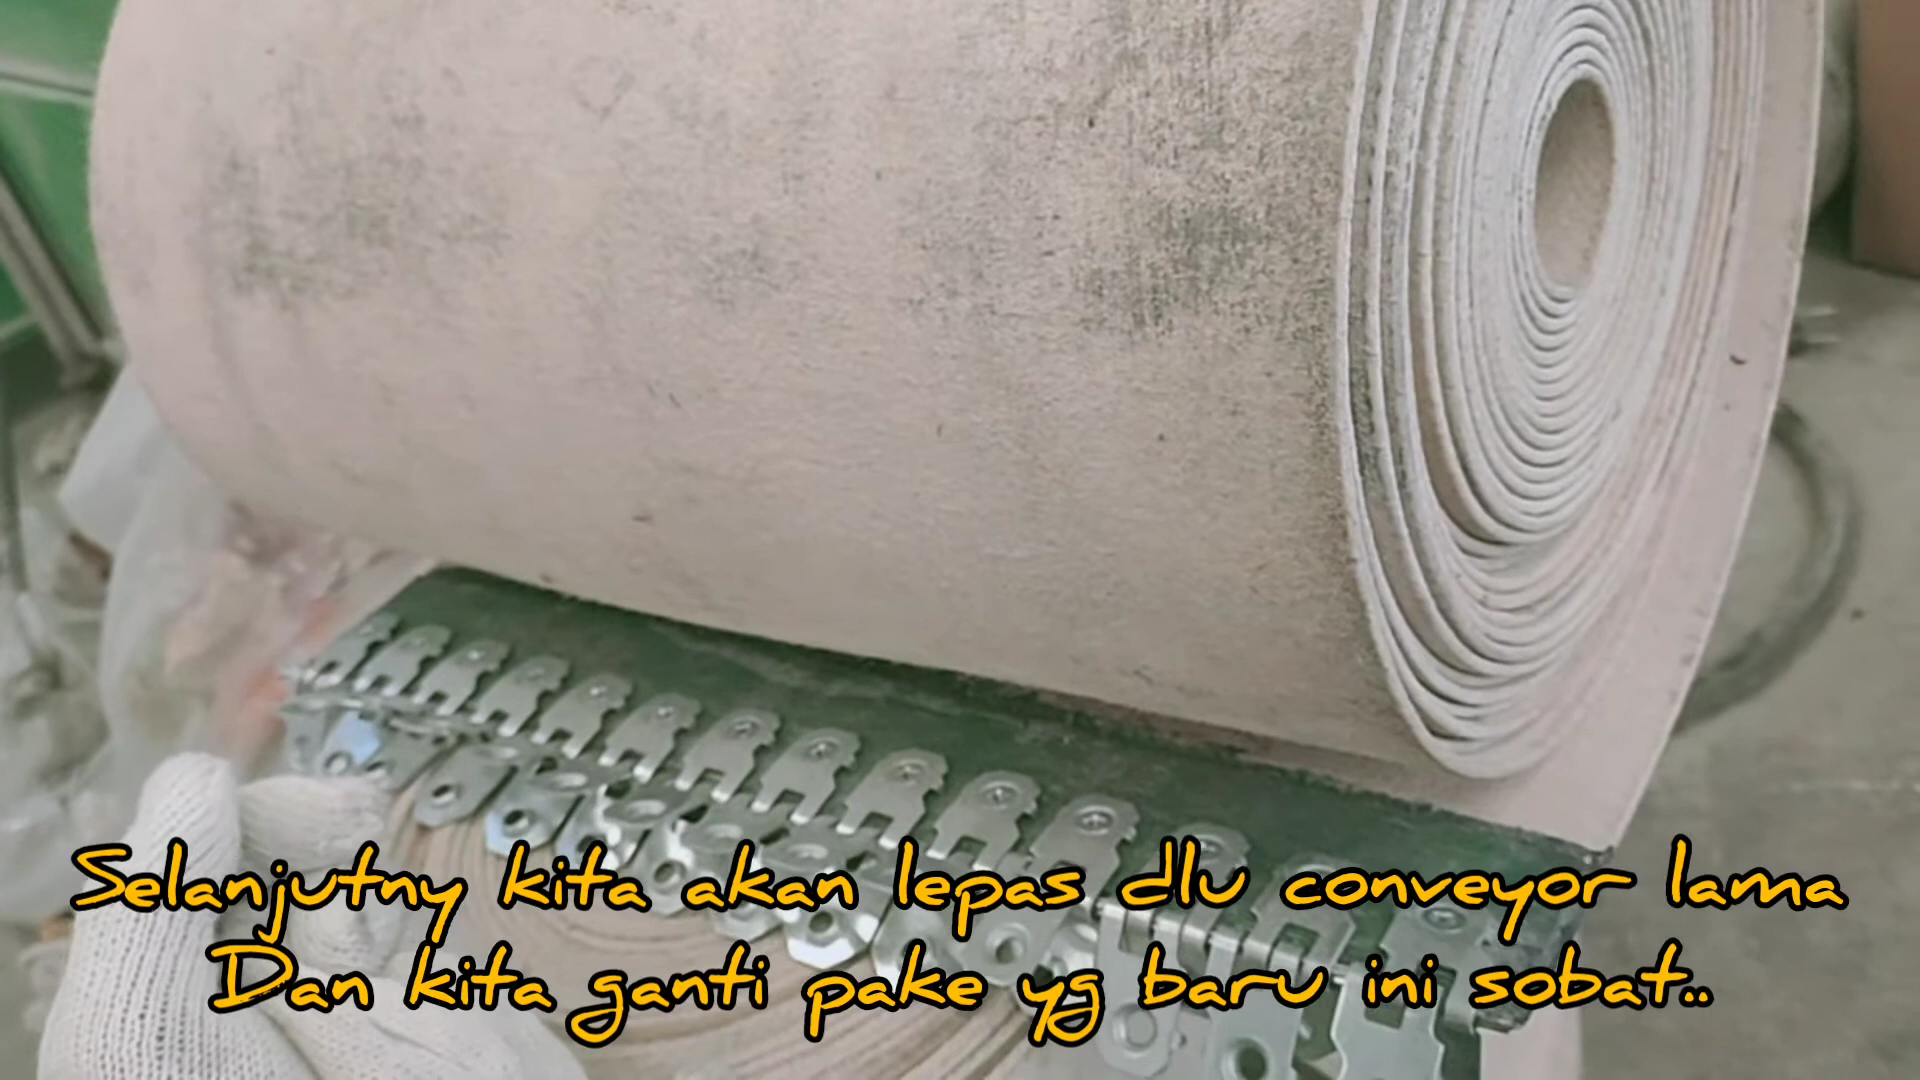 Selanjutny kita akan lepas dlu conveyor lama
Dan kita ganti pake yg baru ini sobat..